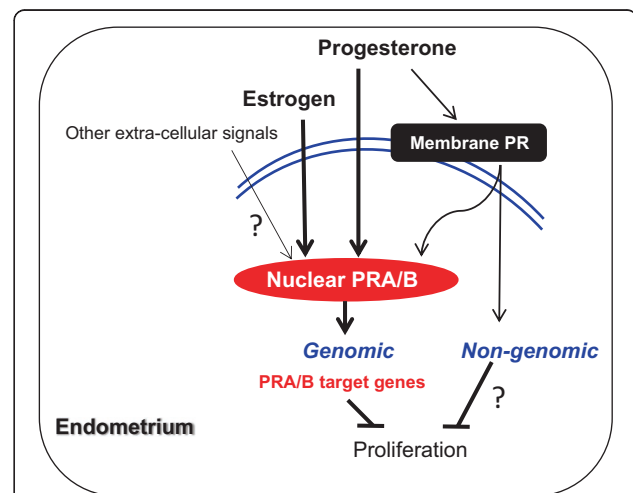 Progesterone
Estrogen
Other extra-cellular signals
Membrane PR
?
Nuclear PRA/B
Genomic
Non-genomic
PRA/B target genes
?
Endometrium
Proliferation